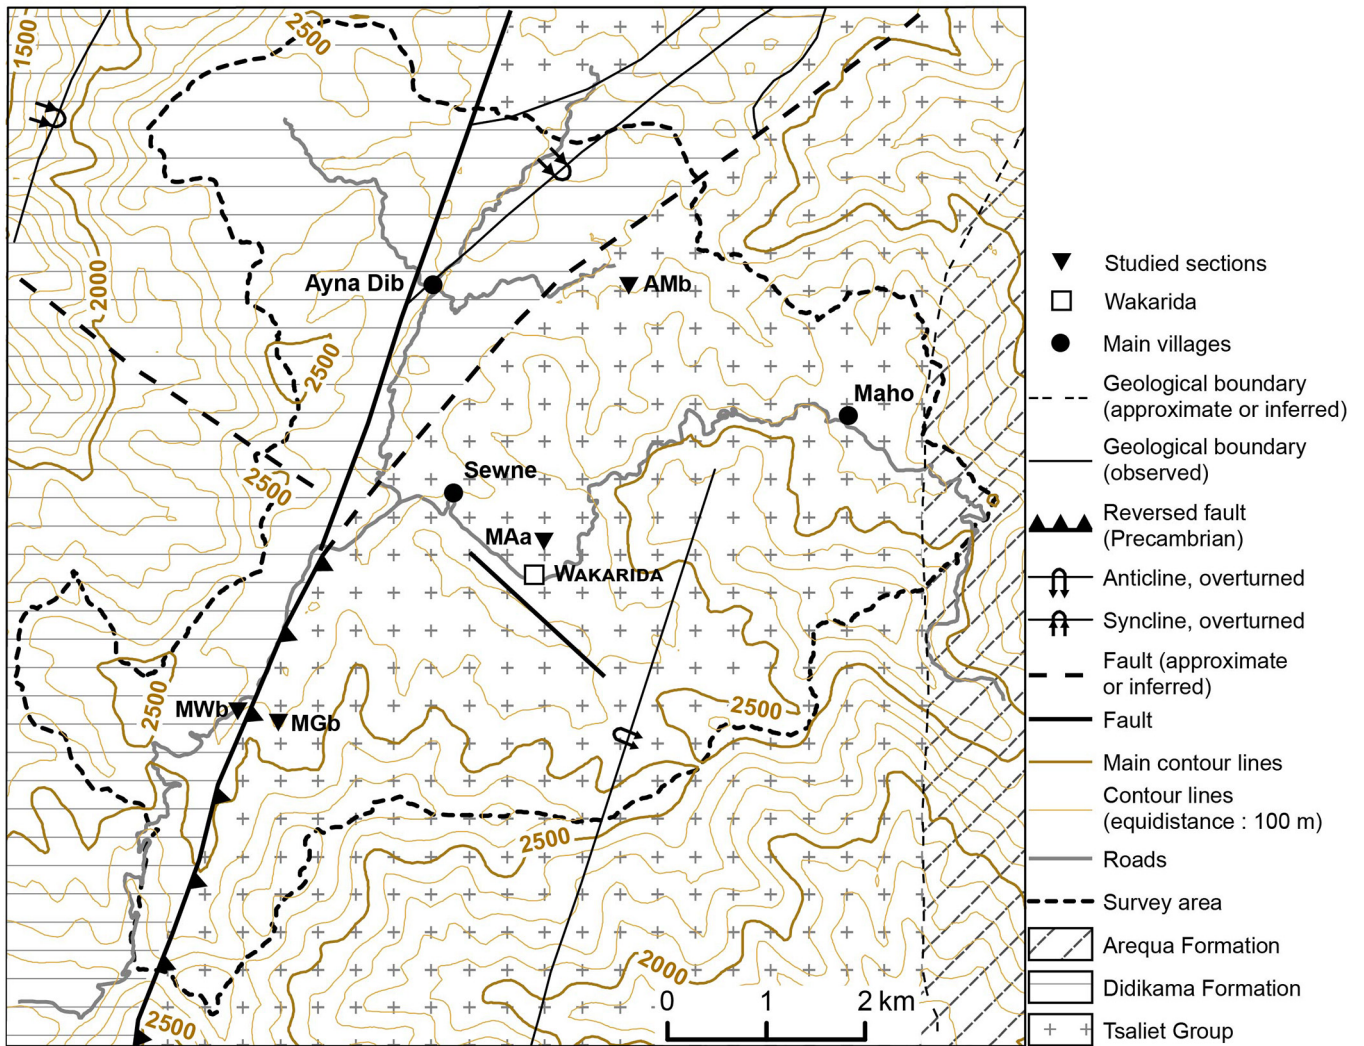 1500
2500
2000
Ayna Dib
AMb
2500
Maho
2500
Sewne
MAa
WAKARIDA
2500
MWb
MGb
2500
2500
2000
2500
0 1 2 km
Studied sections
Wakarida
Main villages
Geological boundary
(approximate or inferred)
Geological boundary
(observed)
Reversed fault
(Precambrian)
Anticline, overturned
Syncline, overturned
Fault (approximate
or inferred)
Fault
Main contour lines
Contour lines
(equidistance : 100 m)
Roads
Survey area
Arequa Formation
Didikama Formation
Tsaliet Group